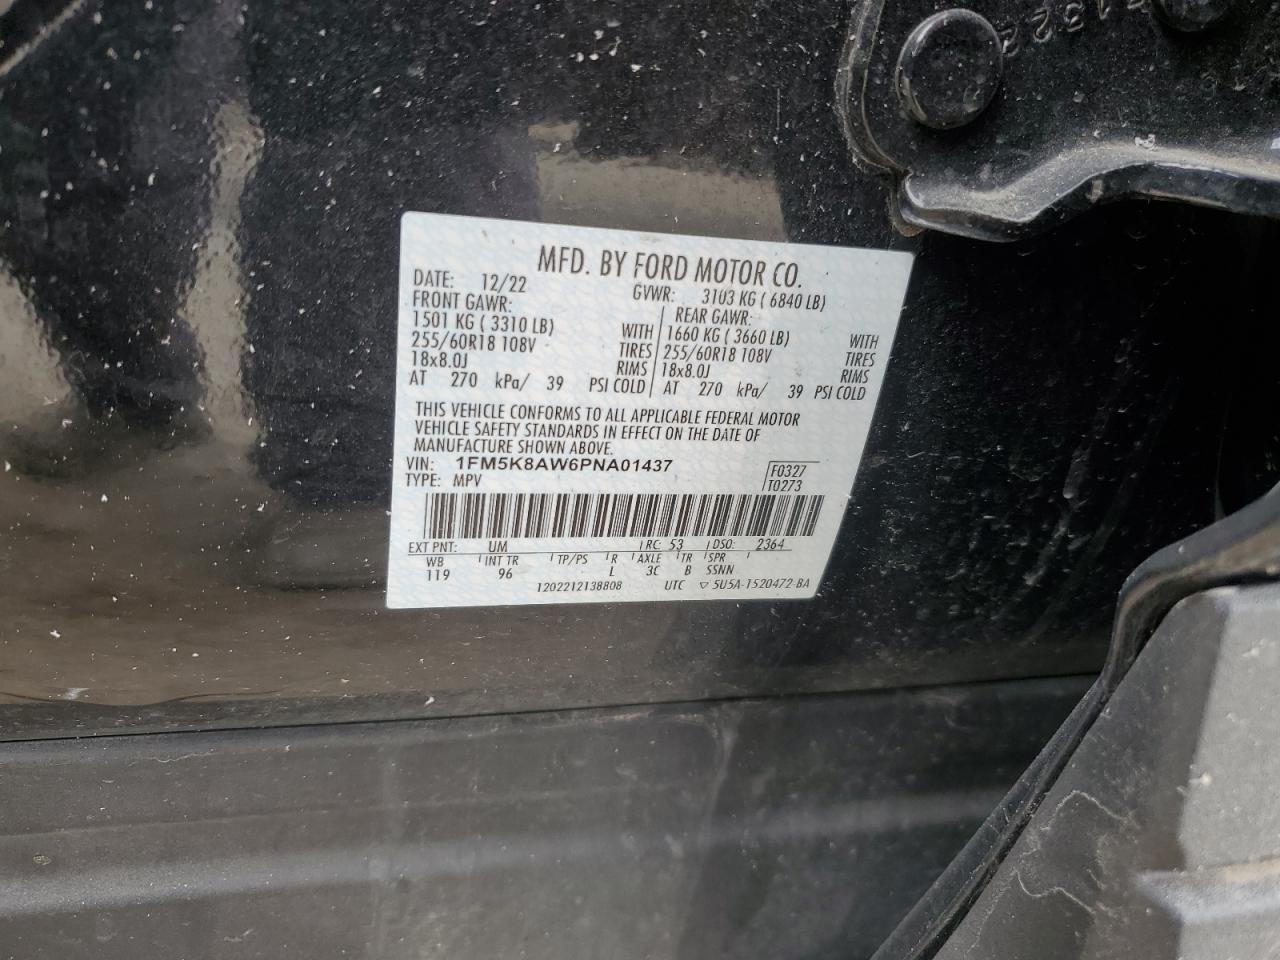 MFD. BY FORD MOTOR CO.
DATE: 12/22 GVWR: 3103 KG ( 6840 LB)
FRONT GAWR: REAR GAWR:
1501 KG ( 3310 LB) WITH 1660 KG ( 3660 LB) WITH
255/60R18 108V TIRES 255/60R18 108V TIRES
18x8.0J RIMS 18x8.0J RIMS
AT 270 kPa/ 39 PSI COLD AT 270 kPa/ 39 PSI COLD
THIS VEHICLE CONFORMS TO ALL APPLICABLE FEDERAL MOTOR
VEHICLE SAFETY STANDARDS IN EFFECT ON THE DATE OF
MANUFACTURE SHOWN ABOVE.
VIN: 1FM5K8AW6PNA01437 F0327
TYPE: MPV T0273
EXT PNT: UM RC: 53 DSO: 2364
WB INT TR TP/PS R AXLE TR SPR
119 96 L 3C B SSNN
1202212138808 UTC ▽ 5U5A-1520472-BA